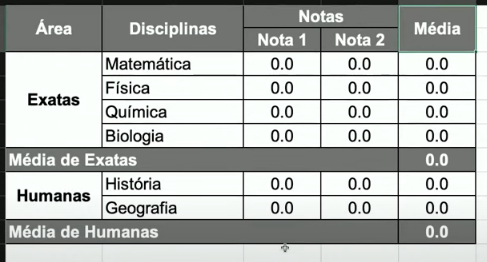 Área Disciplinas Notas Média
Nota 1 Nota 2
Exatas Matemática 0.0 0.0 0.0
Física 0.0 0.0 0.0
Química 0.0 0.0 0.0
Biologia 0.0 0.0 0.0
Média de Exatas 0.0
Humanas História 0.0 0.0 0.0
Geografia 0.0 0.0 0.0
Média de Humanas 0.0